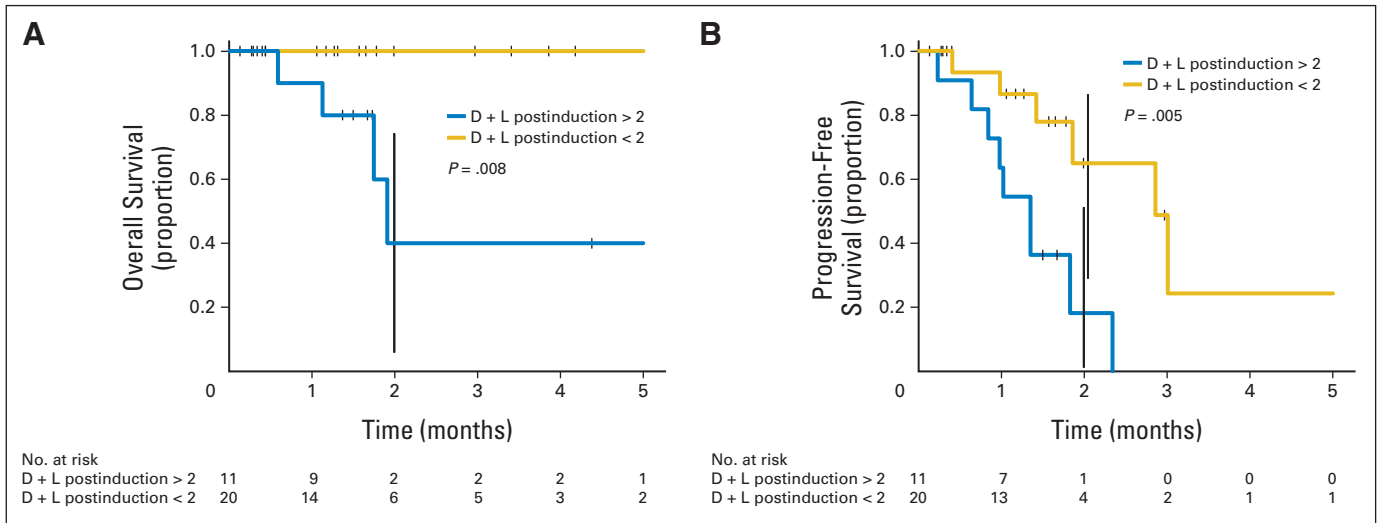 A
Overall Survival
(proportion)
1.0
0.8
0.6
0.4
0.2
0
1
2
3
4
5
D + L postinduction > 2
D + L postinduction < 2
P = .008
Time (months)
No. at risk
D + L postinduction > 2 11 9 2 2 2 1
D + L postinduction < 2 20 14 6 5 3 2
B
Progression-Free
Survival (proportion)
1.0
0.8
0.6
0.4
0.2
0
1
2
3
4
5
D + L postinduction > 2
D + L postinduction < 2
P = .005
Time (months)
No. at risk
D + L postinduction > 2 11 7 1 0 0 0
D + L postinduction < 2 20 13 4 2 1 1